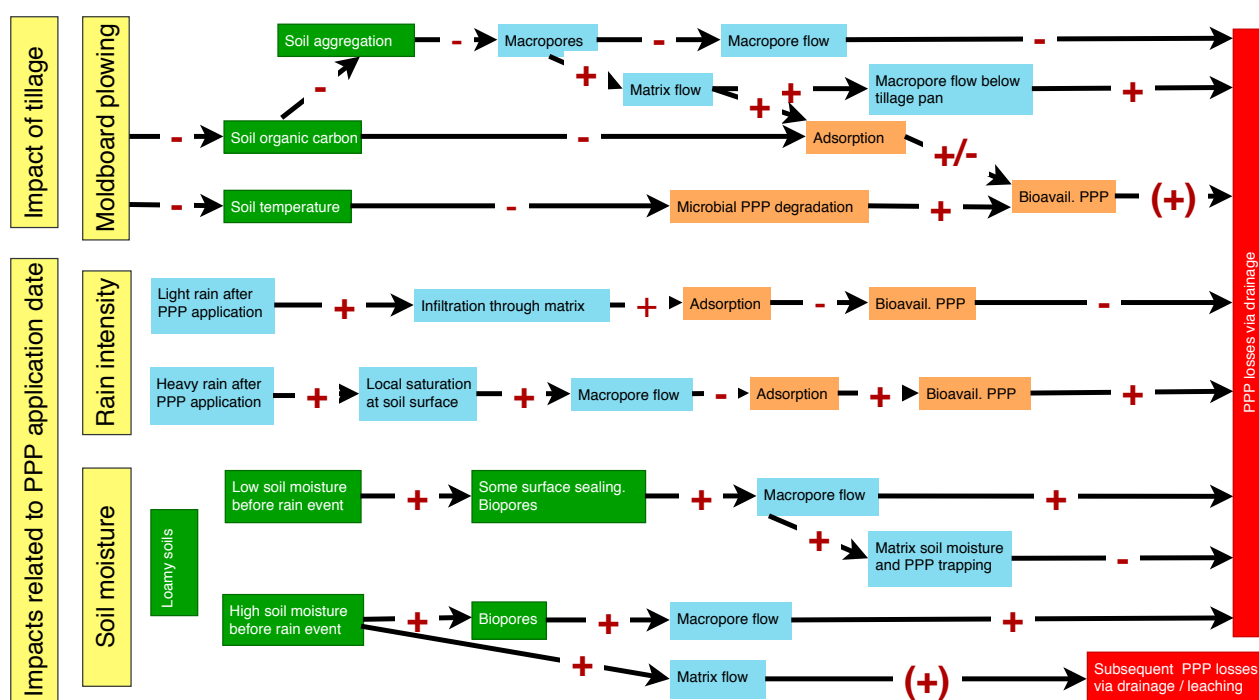 Impact of tillage
Moldboard plowing
Soil aggregation
-
Macropores
-
Macropore flow
-
-
+
Matrix flow
+
+
Macropore flow below
tillage pan
+
-
Soil organic carbon
-
Adsorption
+/-
-
Soil temperature
-
Microbial PPP degradation
+
Bioavail. PPP
(+)
PPP losses via drainage
Impacts related to PPP application date
Rain intensity
Light rain after
PPP application
+
Infiltration through matrix
+
Adsorption
-
Bioavail. PPP
-
Heavy rain after
PPP application
+
Local saturation
at soil surface
+
Macropore flow
-
Adsorption
+
Bioavail. PPP
+
Soil moisture
Loamy soils
Low soil moisture
before rain event
+
Some surface sealing.
Biopores
+
Macropore flow
+
+
Matrix soil moisture
and PPP trapping
-
High soil moisture
before rain event
+
Biopores
+
Macropore flow
+
+
Matrix flow
(+)
Subsequent PPP losses
via drainage / leaching